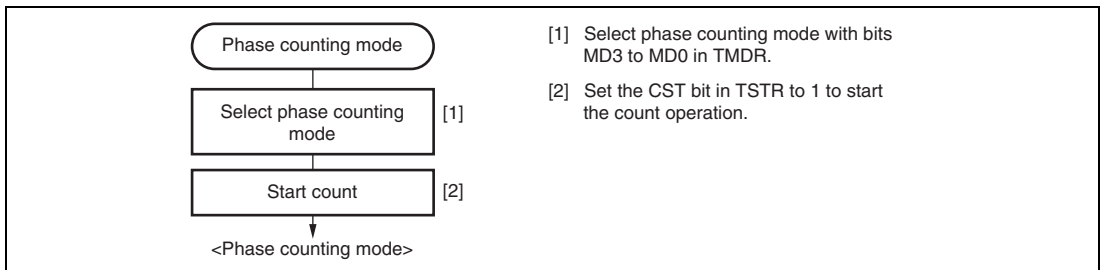 Phase counting mode
Select phase counting
mode
[1]
Start count
[2]
<Phase counting mode>
[1] Select phase counting mode with bits
MD3 to MD0 in TMDR.
[2] Set the CST bit in TSTR to 1 to start
the count operation.